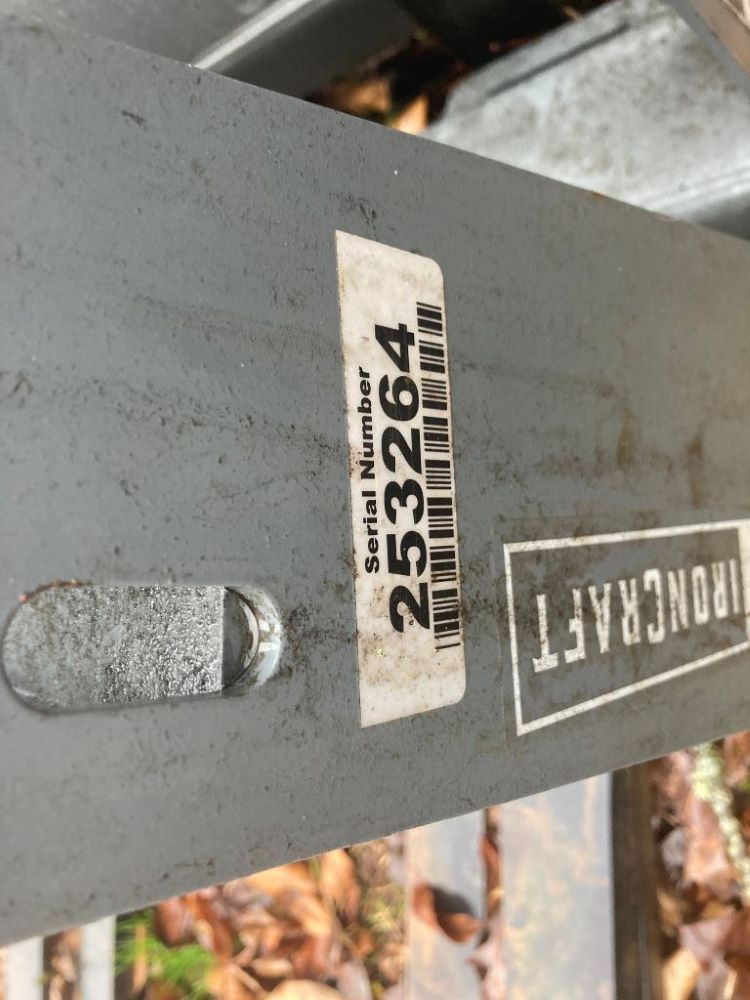 Serial Number
253264
IRONCRAFT